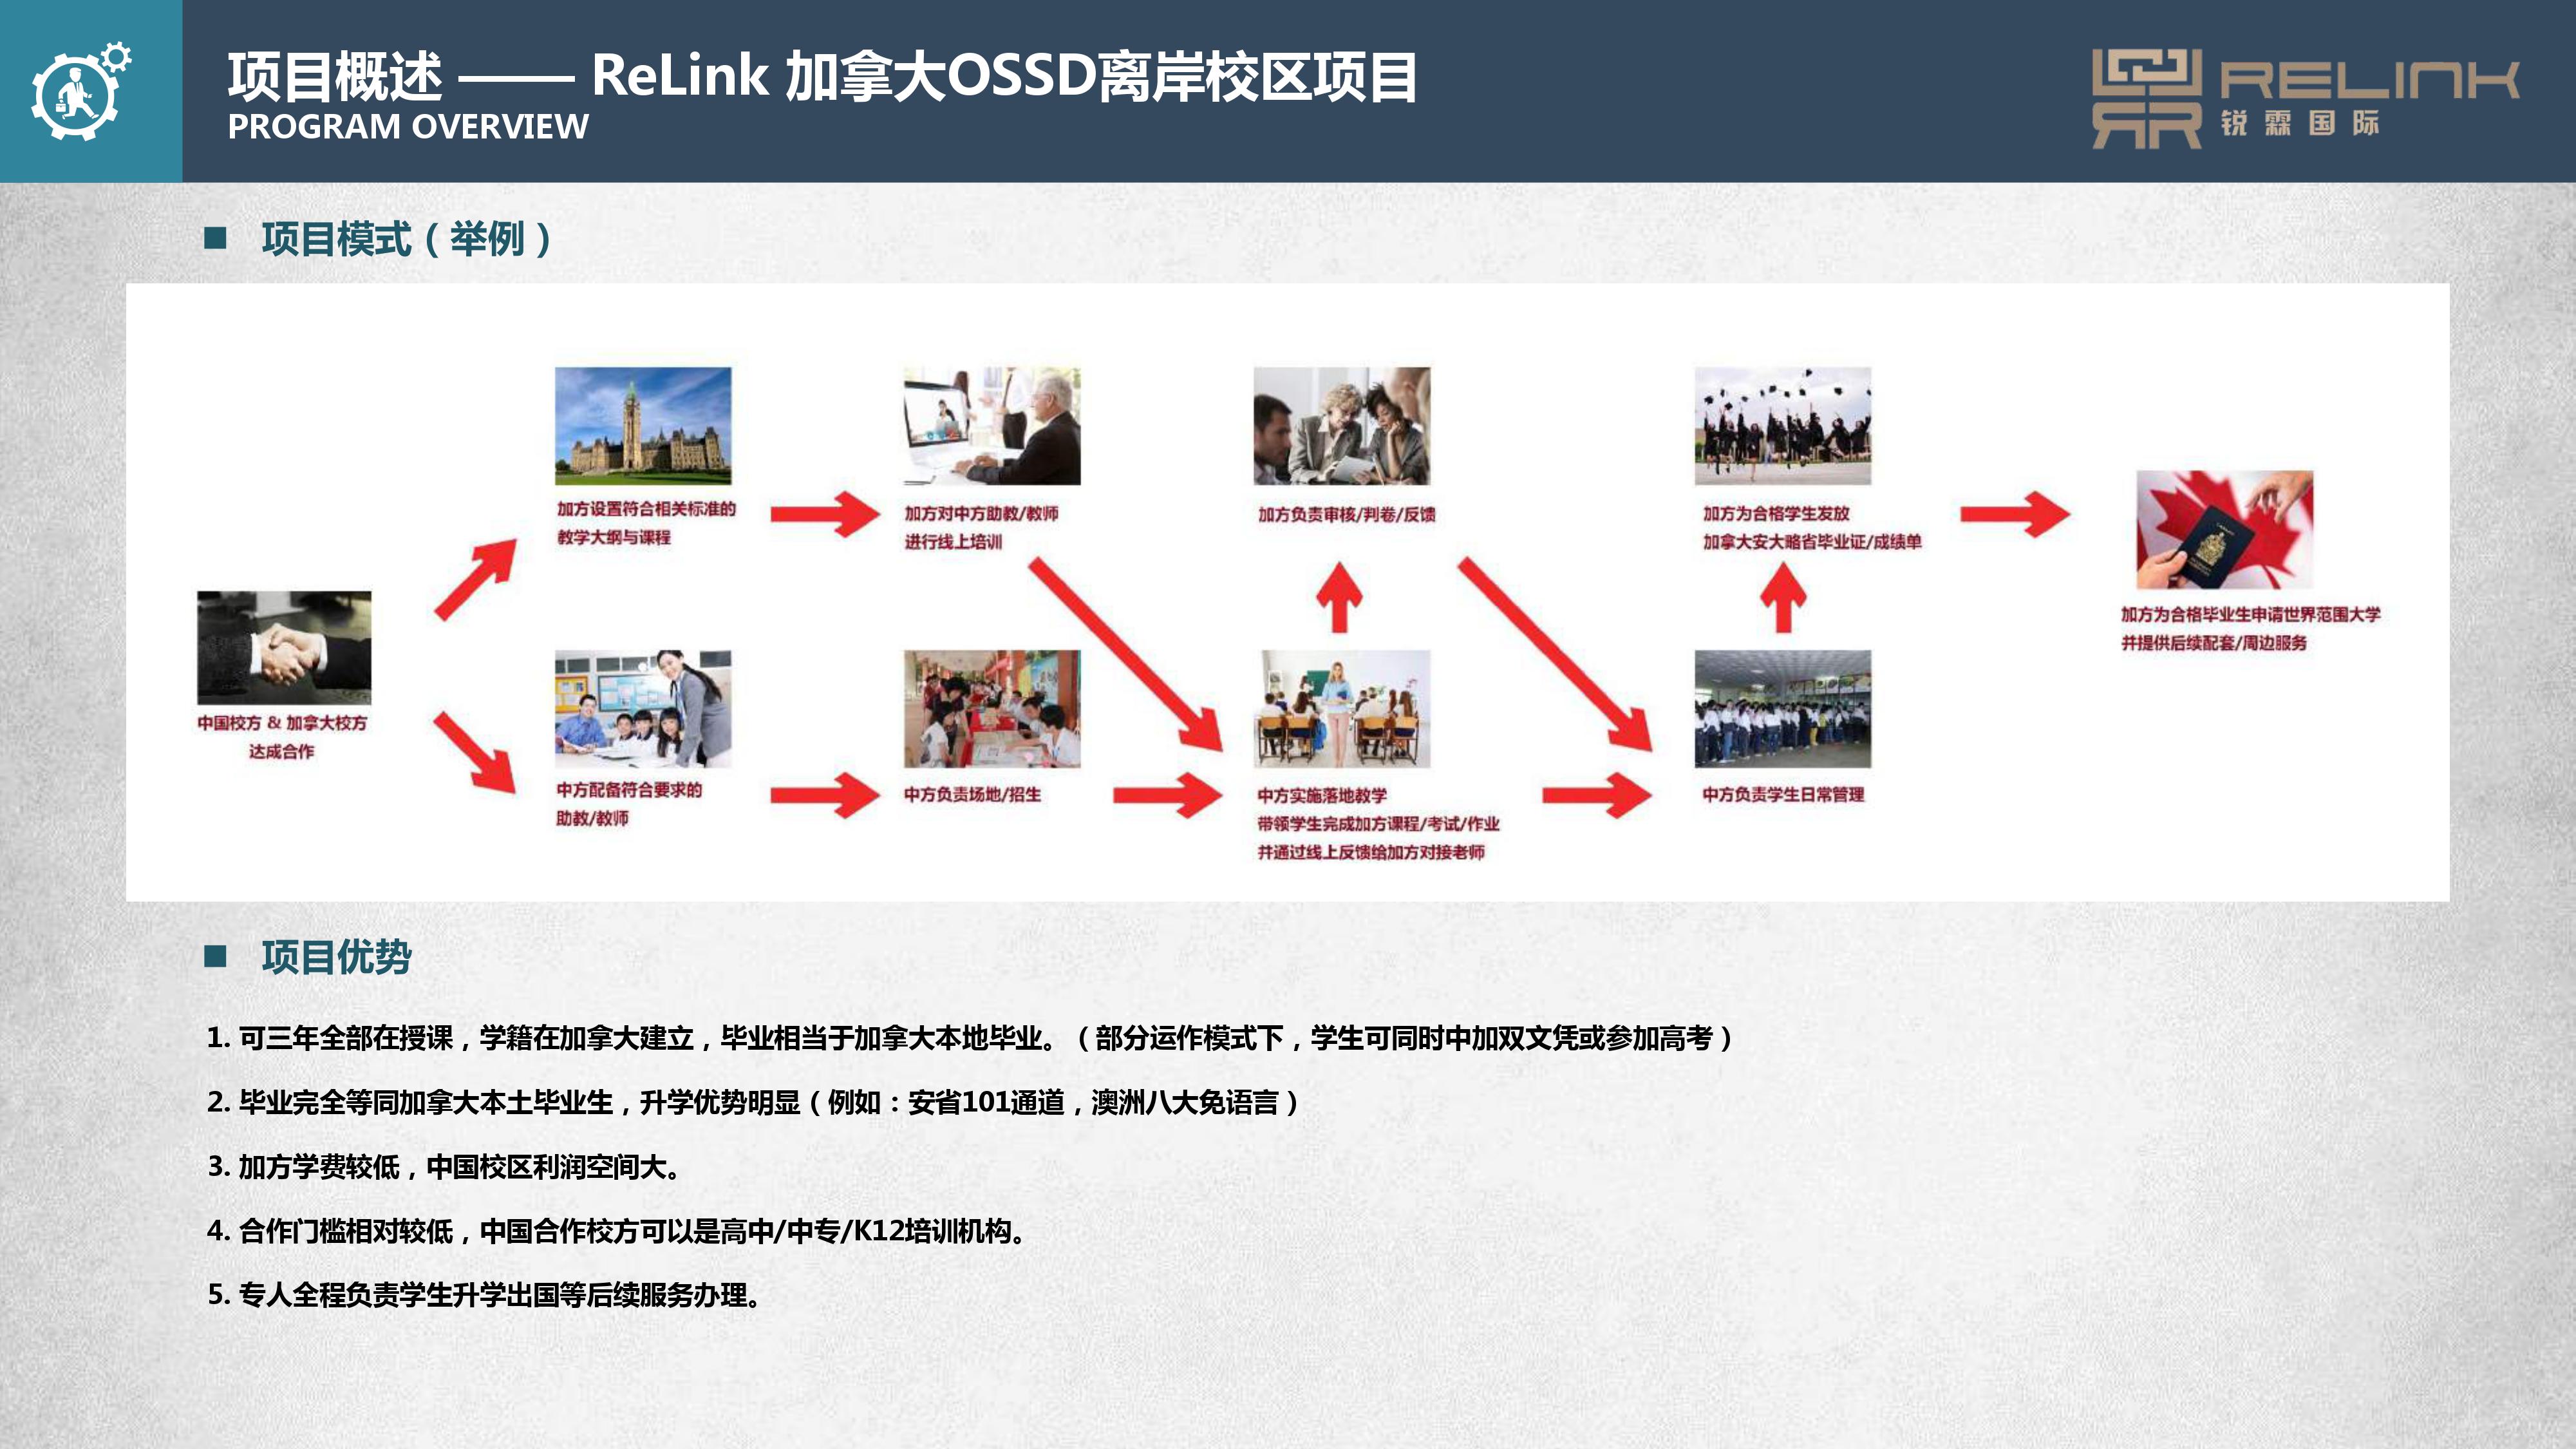 项目概述 —— ReLink 加拿大OSSD离岸校区项目
PROGRAM OVERVIEW
RELINK
锐霖国际
■ 项目模式（举例）
中国校方 & 加拿大校方
达成合作
加方设置符合相关标准的
教学大纲与课程
加方对中方助教/教师
进行线上培训
加方负责审核/判卷/反馈
加方为合格学生发放
加拿大安大略省毕业证/成绩单
加方为合格毕业生申请世界范围大学
并提供后续配套/周边服务
中方配备符合要求的
助教/教师
中方负责场地/招生
中方实施落地教学
带领学生完成加方课程/考试/作业
并通过线上反馈给加方对接老师
中方负责学生日常管理
■ 项目优势
1. 可三年全部在授课，学籍在加拿大建立，毕业相当于加拿大本地毕业。（部分运作模式下，学生可同时中加双文凭或参加高考）
2. 毕业完全等同加拿大本土毕业生，升学优势明显（例如：安省101通道，澳洲八大免语言）
3. 加方学费较低，中国校区利润空间大。
4. 合作门槛相对较低，中国合作校方可以是高中/中专/K12培训机构。
5. 专人全程负责学生升学出国等后续服务办理。